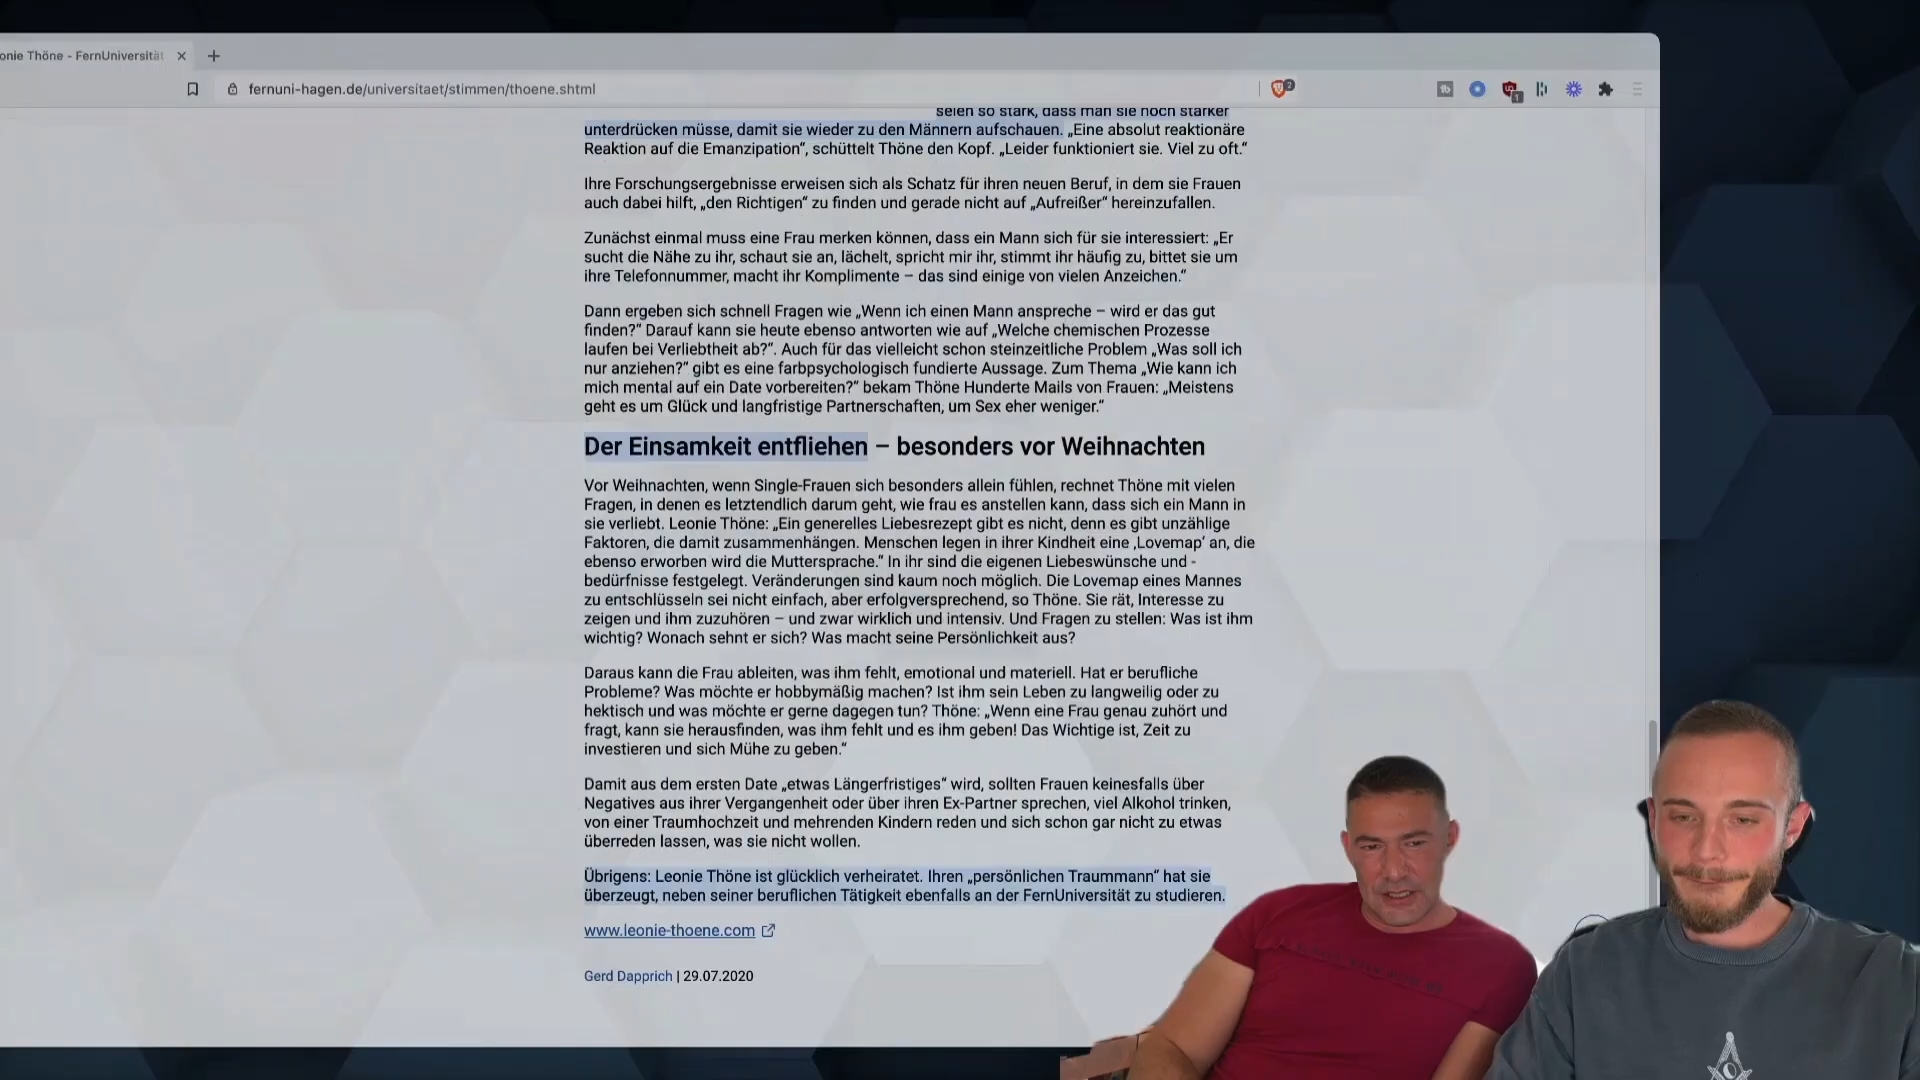 onie Thöne - FernUniversität
fernuni-hagen.de/universitaet/stimmen/thoene.shtml
seien so stark, dass man sie noch stärker
unterdrücken müsse, damit sie wieder zu den Männern aufschauen. „Eine absolut reaktionäre
Reaktion auf die Emanzipation“, schüttelt Thöne den Kopf. „Leider funktioniert sie. Viel zu oft.“
Ihre Forschungsergebnisse erweisen sich als Schatz für ihren neuen Beruf, in dem sie Frauen
auch dabei hilft, „den Richtigen“ zu finden und gerade nicht auf „Aufreißer“ hereinzufallen.
Zunächst einmal muss eine Frau merken können, dass ein Mann sich für sie interessiert: „Er
sucht die Nähe zu ihr, schaut sie an, lächelt, spricht mir ihr, stimmt ihr häufig zu, bittet sie um
ihre Telefonnummer, macht ihr Komplimente – das sind einige von vielen Anzeichen.“
Dann ergeben sich schnell Fragen wie „Wenn ich einen Mann anspreche – wird er das gut
finden?“ Darauf kann sie heute ebenso antworten wie auf „Welche chemischen Prozesse
laufen bei Verliebtheit ab?“. Auch für das vielleicht schon steinzeitliche Problem „Was soll ich
nur anziehen?“ gibt es eine farbpsychologisch fundierte Aussage. Zum Thema „Wie kann ich
mich mental auf ein Date vorbereiten?“ bekam Thöne Hunderte Mails von Frauen: „Meistens
geht es um Glück und langfristige Partnerschaften, um Sex eher weniger.“
Der Einsamkeit entfliehen – besonders vor Weihnachten
Vor Weihnachten, wenn Single-Frauen sich besonders allein fühlen, rechnet Thöne mit vielen
Fragen, in denen es letztendlich darum geht, wie frau es anstellen kann, dass sich ein Mann in
sie verliebt. Leonie Thöne: „Ein generelles Liebesrezept gibt es nicht, denn es gibt unzählige
Faktoren, die damit zusammenhängen. Menschen legen in ihrer Kindheit eine ‚Lovemap‘ an, die
ebenso erworben wird die Muttersprache.“ In ihr sind die eigenen Liebeswünsche und -
bedürfnisse festgelegt. Veränderungen sind kaum noch möglich. Die Lovemap eines Mannes
zu entschlüsseln sei nicht einfach, aber erfolgversprechend, so Thöne. Sie rät, Interesse zu
zeigen und ihm zuzuhören – und zwar wirklich und intensiv. Und Fragen zu stellen: Was ist ihm
wichtig? Wonach sehnt er sich? Was macht seine Persönlichkeit aus?
Daraus kann die Frau ableiten, was ihm fehlt, emotional und materiell. Hat er berufliche
Probleme? Was möchte er hobbymäßig machen? Ist ihm sein Leben zu langweilig oder zu
hektisch und was möchte er gerne dagegen tun? Thöne: „Wenn eine Frau genau zuhört und
fragt, kann sie herausfinden, was ihm fehlt und es ihm geben! Das Wichtige ist, Zeit zu
investieren und sich Mühe zu geben.“
Damit aus dem ersten Date „etwas Längerfristiges“ wird, sollten Frauen keinesfalls über
Negatives aus ihrer Vergangenheit oder über ihren Ex-Partner sprechen, viel Alkohol trinken,
von einer Traumhochzeit und mehrenden Kindern reden und sich schon gar nicht zu etwas
überreden lassen, was sie nicht wollen.
Übrigens: Leonie Thöne ist glücklich verheiratet. Ihren „persönlichen Traummann“ hat sie
überzeugt, neben seiner beruflichen Tätigkeit ebenfalls an der FernUniversität zu studieren.
www.leonie-thoene.com
Gerd Dapprich | 29.07.2020